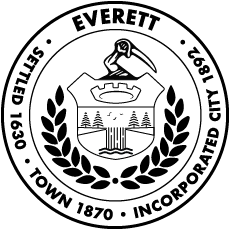 EVERETT
• SETTLED 1630 • TOWN 1870 • INCORPORATED CITY 1892 •